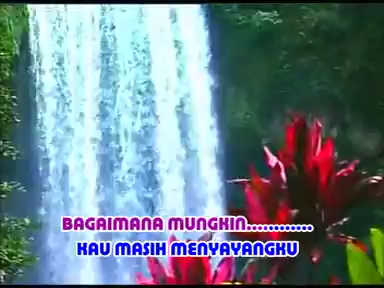 BAGAIMANA MUNGKIN............
KAU MASIH MENYAYANGKU